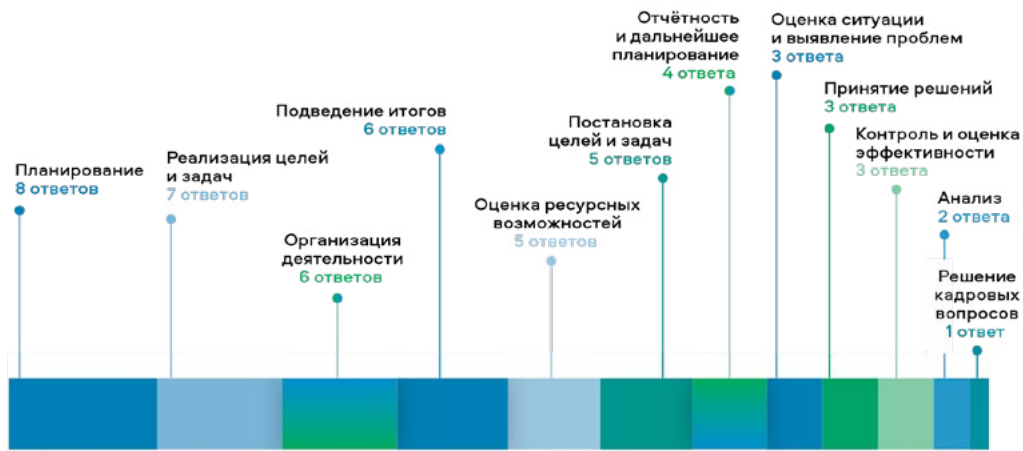 Планирование
8 ответов
Реализация целей
и задач
7 ответов
Организация
деятельности
6 ответов
Подведение итогов
6 ответов
Оценка ресурсных
возможностей
5 ответов
Постановка
целей и задач
5 ответов
Отчётность
и дальнейшее
планирование
4 ответа
Оценка ситуации
и выявление проблем
3 ответа
Принятие решений
3 ответа
Контроль и оценка
эффективности
3 ответа
Анализ
2 ответа
Решение
кадровых
вопросов
1 ответ